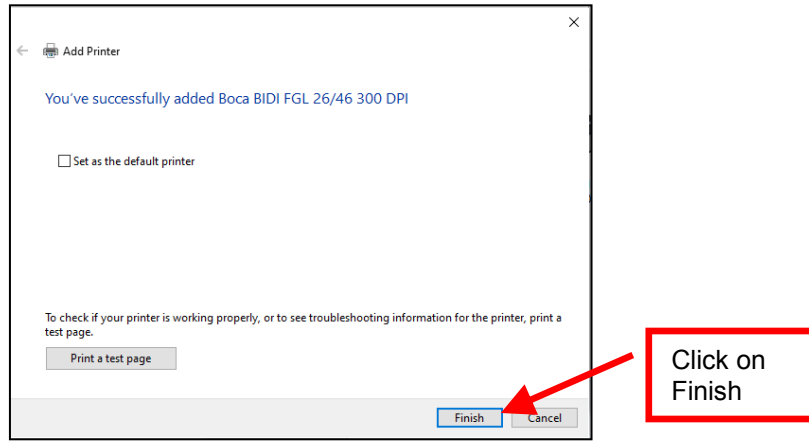 Add Printer
You've successfully added Boca BIDI FGL 26/46 300 DPI
Set as the default printer
To check if your printer is working properly, or to see troubleshooting information for the printer, print a
test page.
Print a test page
Finish
Cancel
Click on
Finish